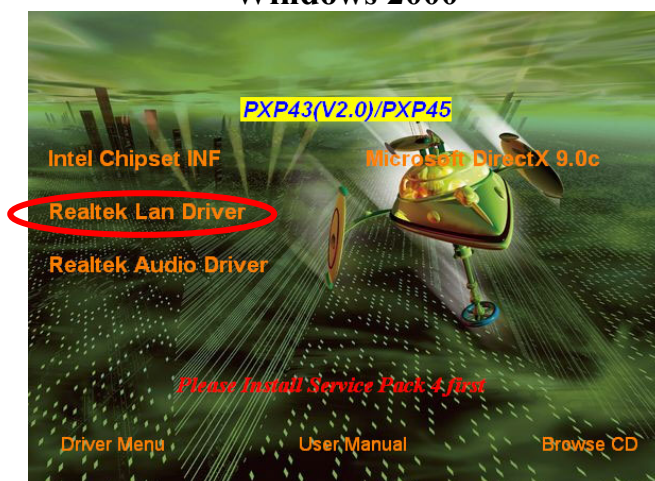 Windows 2000
PXP43(V2.0)/PXP45
Intel Chipset INF
Microsoft DirectX 9.0c
Realtek Lan Driver
Realtek Audio Driver
Please Install Service Pack 4 first
Driver Menu
User Manual
Browse CD